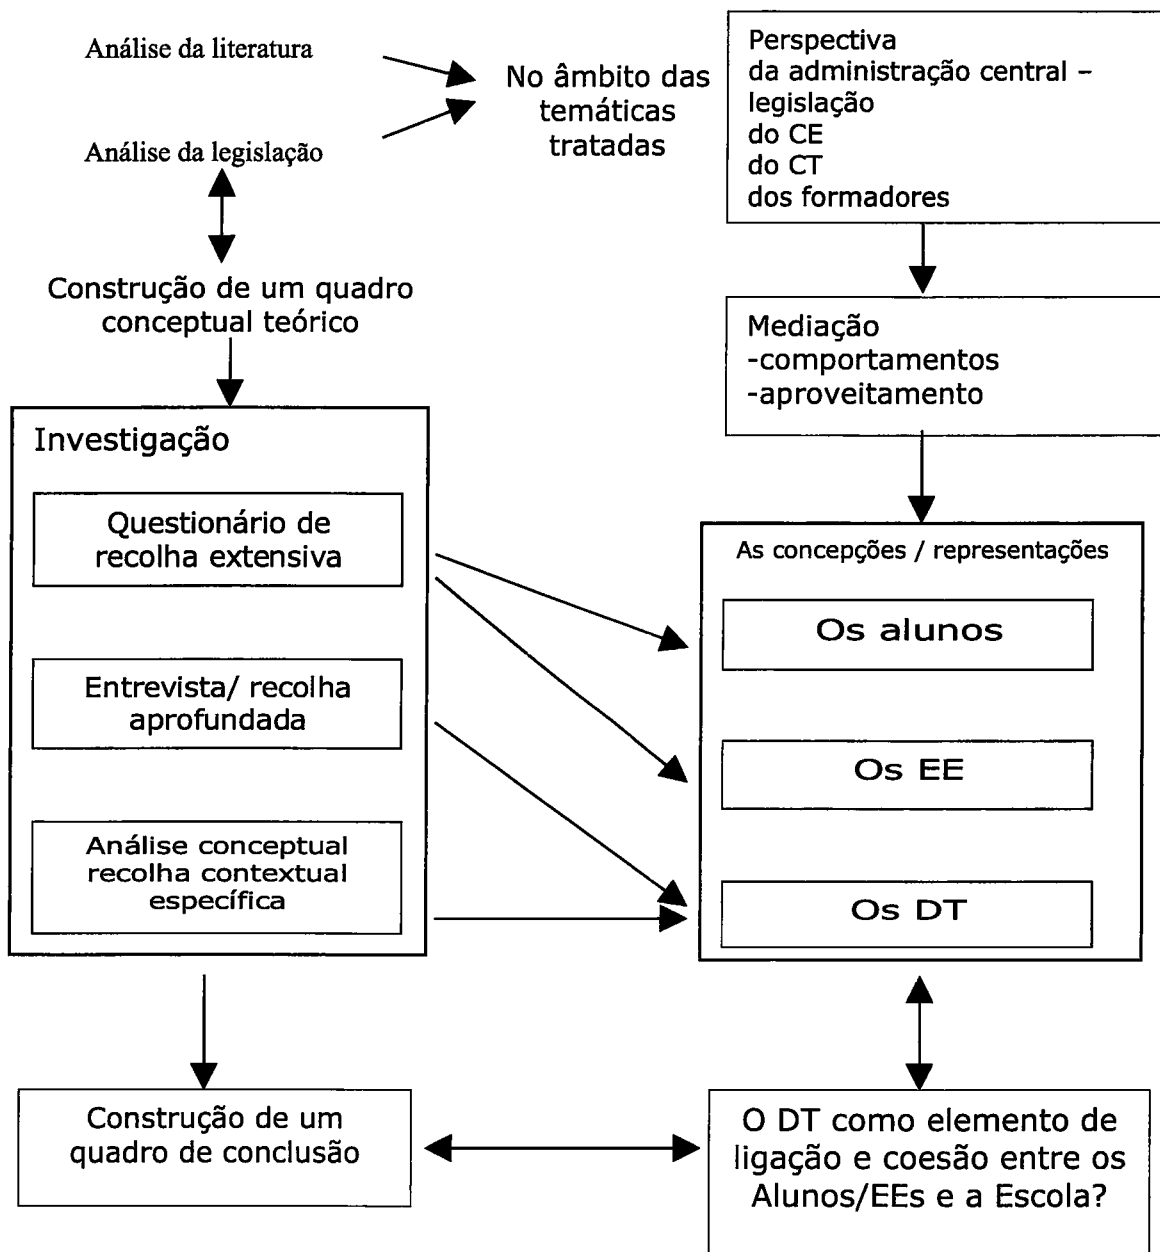 Análise da literatura
Análise da legislação
No âmbito das
temáticas
tratadas
Construção de um quadro
conceptual teórico
Investigação
Questionário de
recolha extensiva
Entrevista/ recolha
aprofundada
Análise conceptual
recolha contextual
específica
Construção de um
quadro de conclusão
Perspectiva
da administração central –
legislação
do CE
do CT
dos formadores
Mediação
-comportamentos
-aproveitamento
As concepções / representações
Os alunos
Os EE
Os DT
O DT como elemento de
ligação e coesão entre os
Alunos/EEs e a Escola?